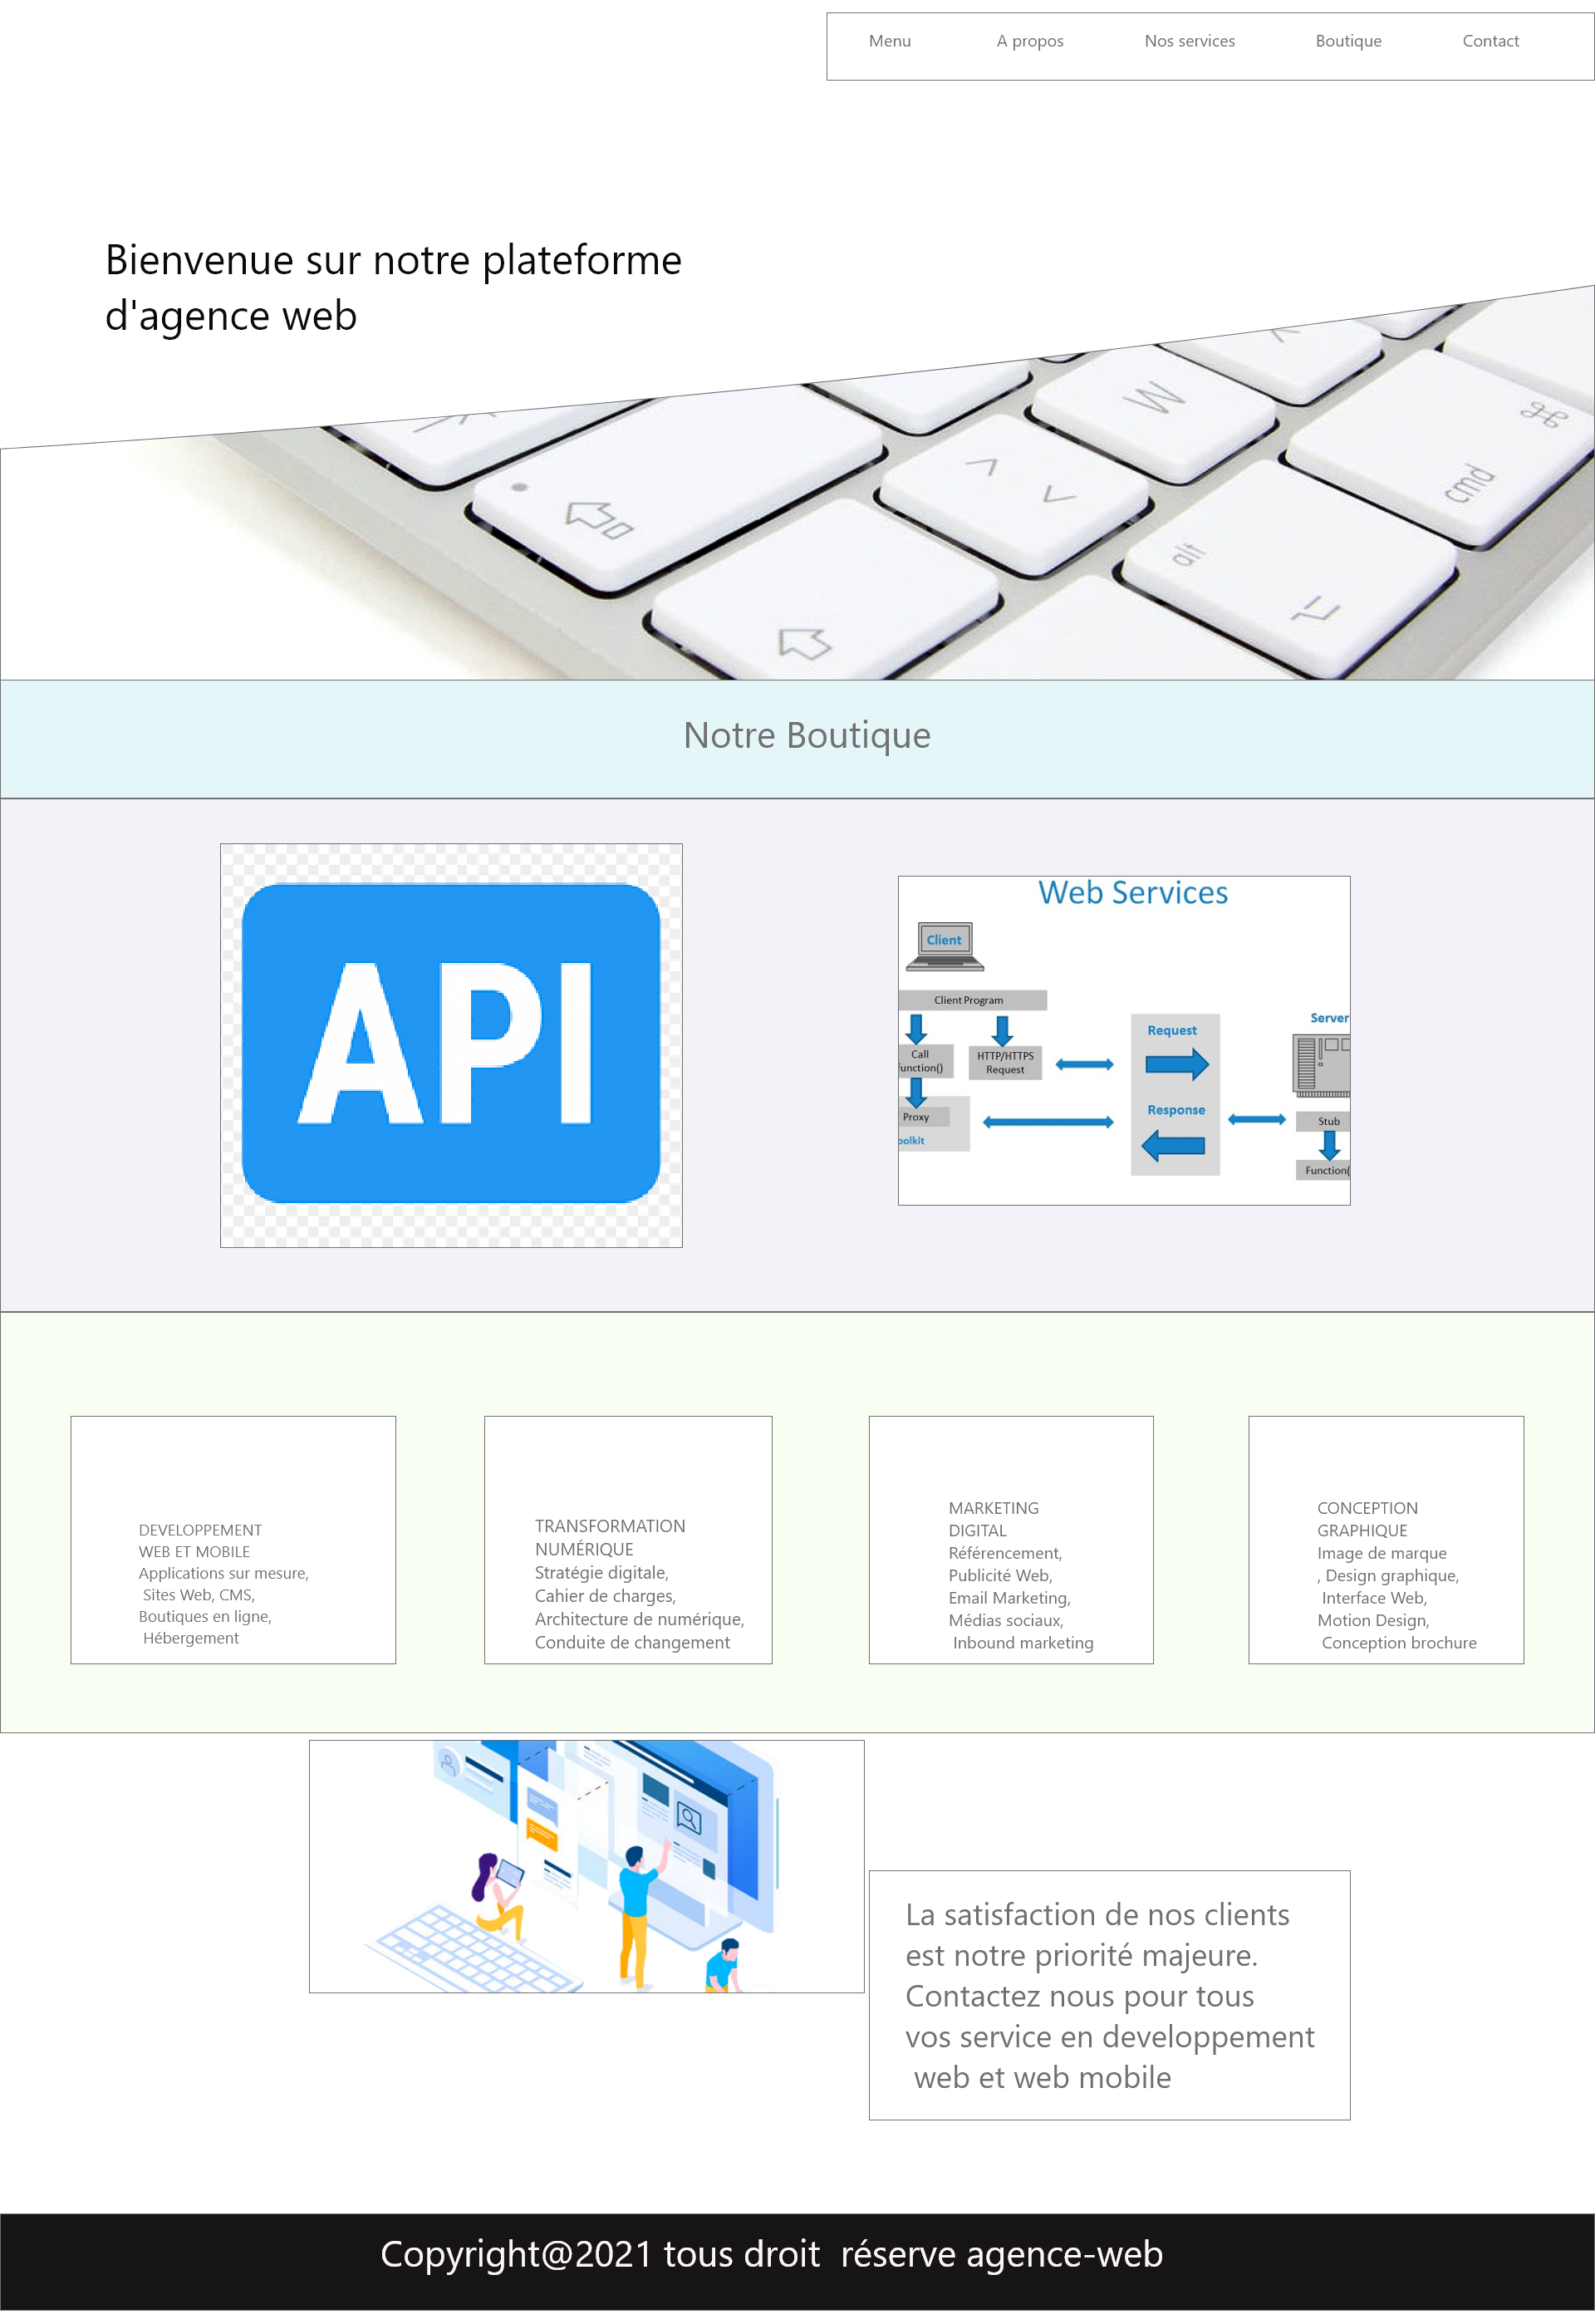 Menu A propos Nos services Boutique Contact
Bienvenue sur notre plateforme
d'agence web
W
cmd
alt
Notre Boutique
API
Web Services
Client
Client Program
Call
unction()
HTTP/HTTPS
Request
Proxy
oolkit
Request
Response
Server
Stub
Function(
DEVELOPPEMENT
WEB ET MOBILE
Applications sur mesure,
Sites Web, CMS,
Boutiques en ligne,
Hébergement
TRANSFORMATION
NUMÉRIQUE
Stratégie digitale,
Cahier de charges,
Architecture de numérique,
Conduite de changement
MARKETING
DIGITAL
Référencement,
Publicité Web,
Email Marketing,
Médias sociaux,
Inbound marketing
CONCEPTION
GRAPHIQUE
Image de marque
, Design graphique,
Interface Web,
Motion Design,
Conception brochure
La satisfaction de nos clients
est notre priorité majeure.
Contactez nous pour tous
vos service en developpement
web et web mobile
Copyright@2021 tous droit  réserve agence-web